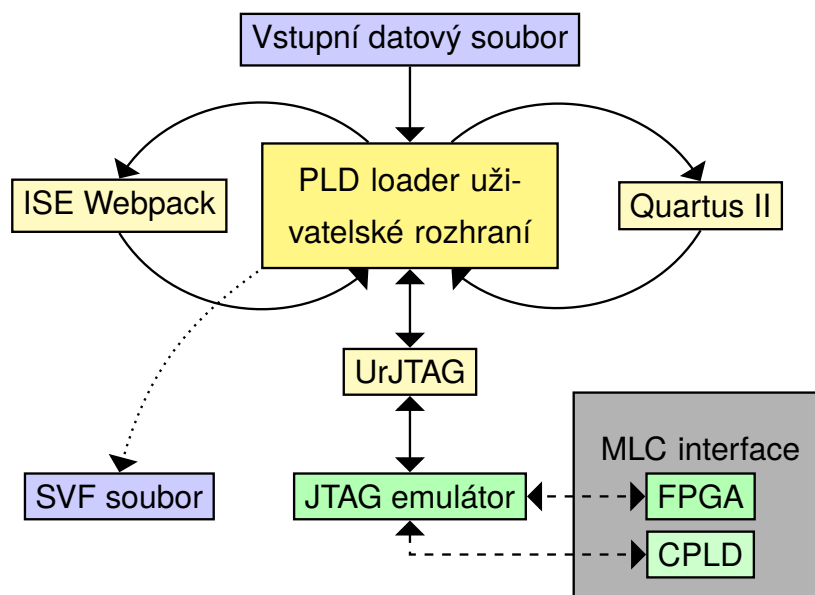 Vstupní datový soubor
PLD loader uži-
vatelské rozhraní
ISE Webpack
Quartus II
UrJTAG
MLC interface
SVF soubor
JTAG emulátor
FPGA
CPLD